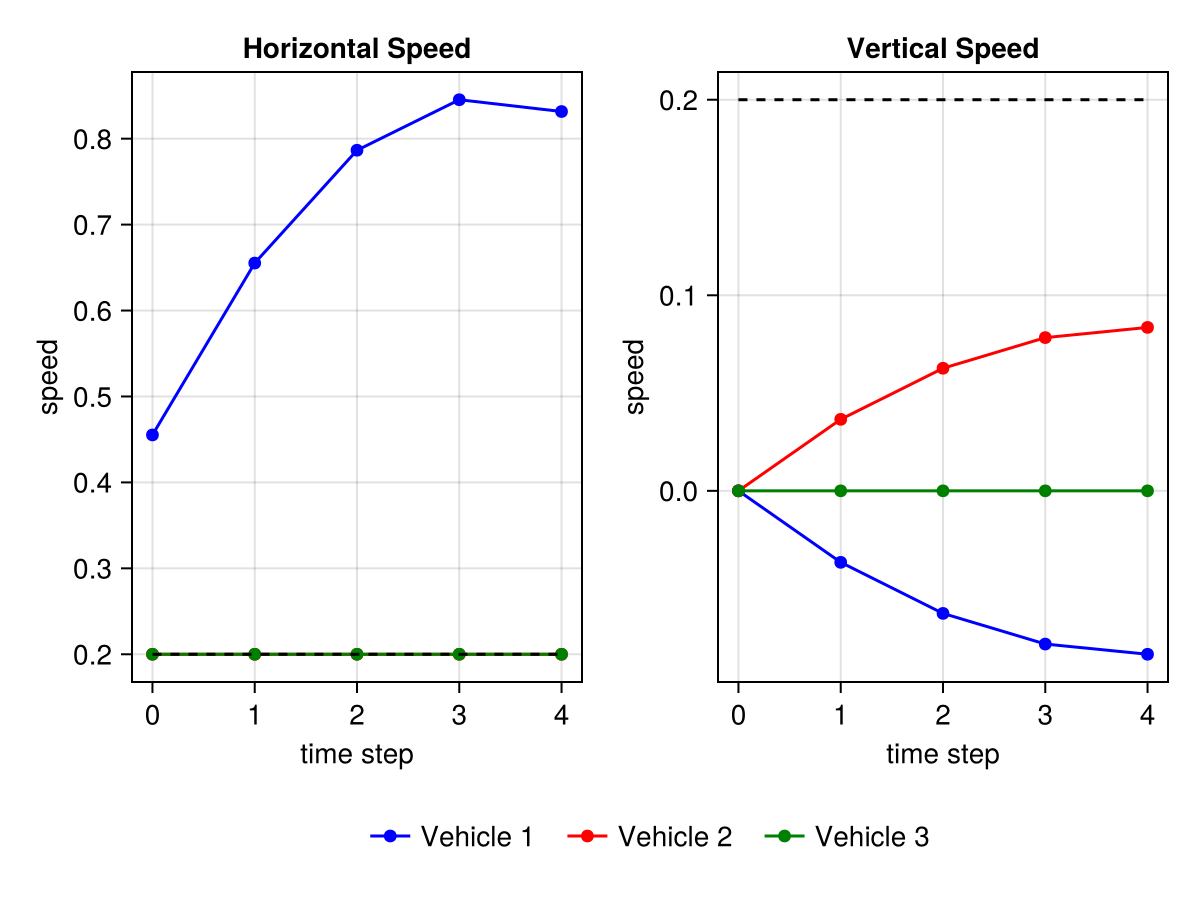 Horizontal Speed
0.8
0.7
0.6
0.5
0.4
0.3
0.2
speed
0 1 2 3 4
time step
Vertical Speed
0.2
0.1
0.0
speed
0 1 2 3 4
time step
Vehicle 1 Vehicle 2 Vehicle 3